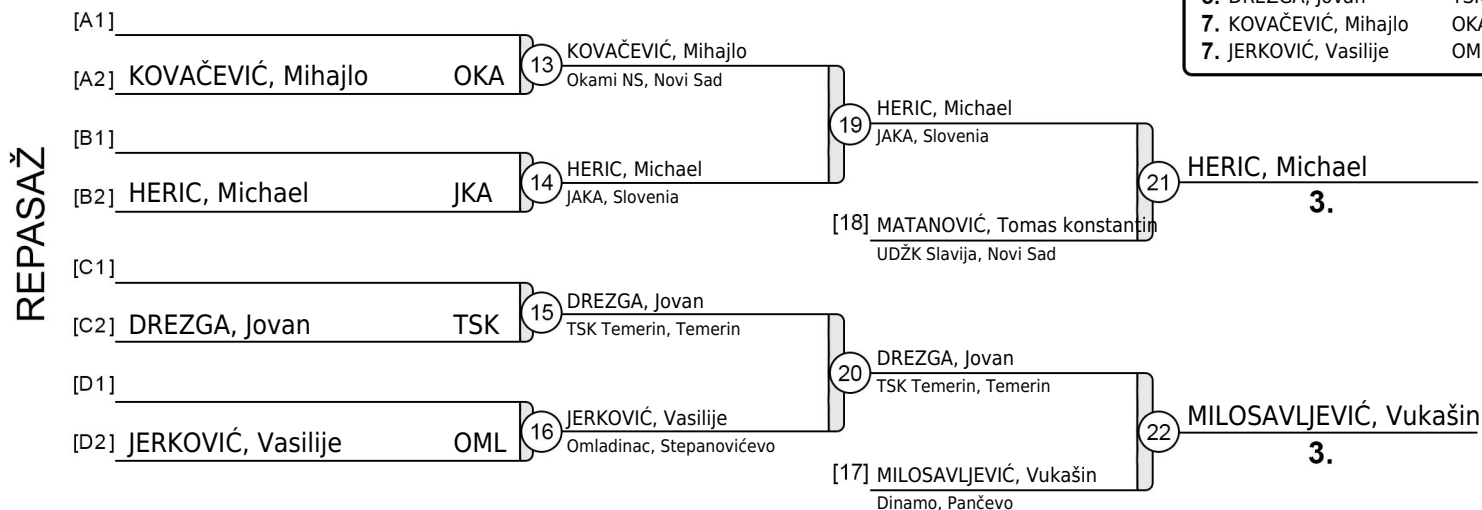 7. KOVAČEVIĆ, Mihajlo
7. JERKOVIĆ, Vasilije
REPASAŽ
[A1]
[A2] KOVAČEVIĆ, Mihajlo OKA
[B1]
[B2] HERIC, Michael JKA
[C1]
[C2] DREZGA, Jovan TSK
[D1]
[D2] JERKOVIĆ, Vasilije OML
13
KOVAČEVIĆ, Mihajlo
Okami NS, Novi Sad
14
HERIC, Michael
JAKA, Slovenia
15
DREZGA, Jovan
TSK Temerin, Temerin
16
JERKOVIĆ, Vasilije
Omladinac, Stepanovićevo
19
HERIC, Michael
JAKA, Slovenia
[18] MATANOVIĆ, Tomas konstantin
UDŽK Slavija, Novi Sad
20
DREZGA, Jovan
TSK Temerin, Temerin
[17] MILOSAVLJEVIĆ, Vukašin
Dinamo, Pančevo
21
HERIC, Michael
3.
22
MILOSAVLJEVIĆ, Vukašin
3.